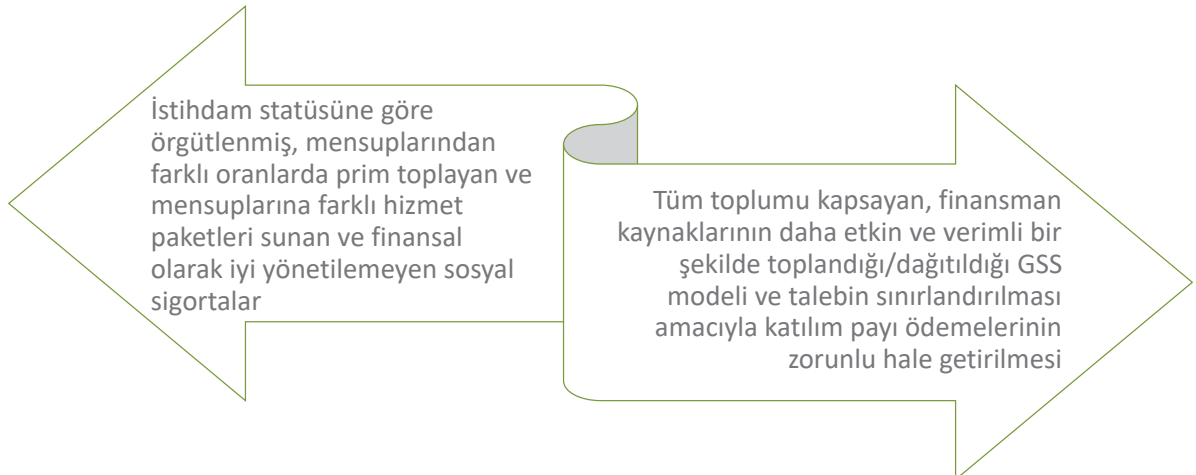 İstihdam statüsüne göre
örgütlenmiş, mensuplarından
farklı oranlarda prim toplayan ve
mensuplarına farklı hizmet
paketleri sunan ve finansal
olarak iyi yönetilemeyen sosyal
sigortalar
Tüm toplumu kapsayan, finansman
kaynaklarının daha etkin ve verimli bir
şekilde toplandığı/dağıtıldığı GSS
modeli ve talebin sınırlandırılması
amacıyla katılım payı ödemelerinin
zorunlu hale getirilmesi